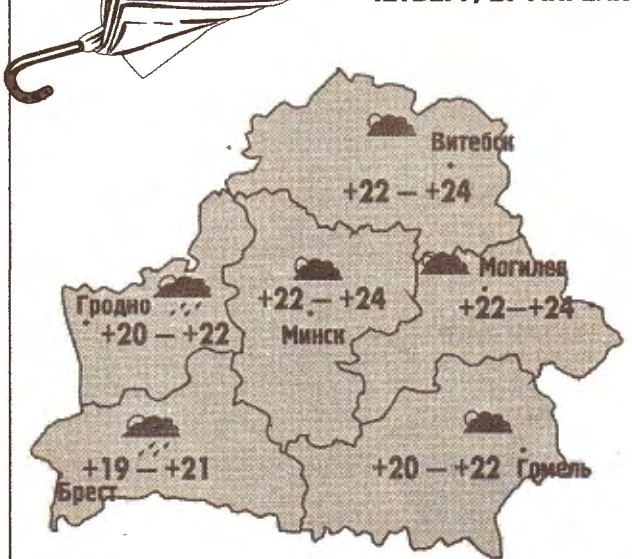 Витебск
+22 — +24
Могилев
+22—+24
Гродно
+20 — +22
+22 — +24
Минск
+19 — +21
Брест
+20 — +22 Гомель